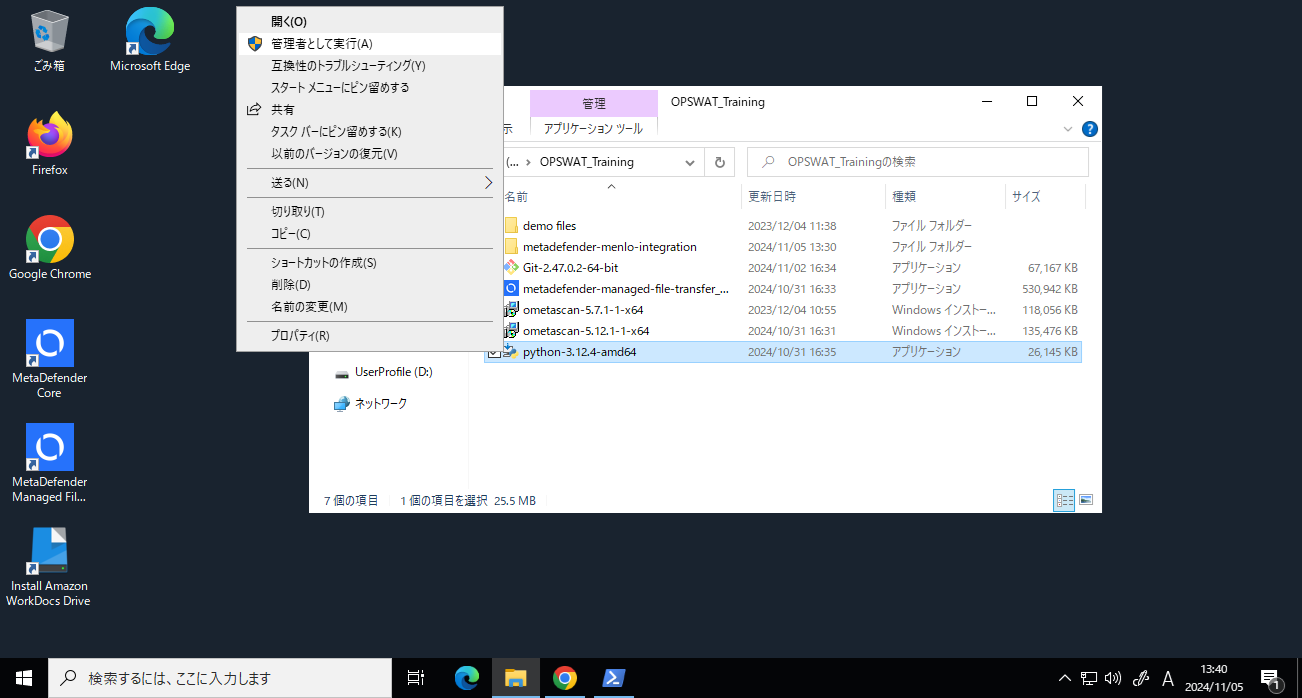 ごみ箱
Microsoft Edge
Firefox
Google Chrome
MetaDefender
Core
MetaDefender
Managed Fil...
Install Amazon
WorkDocs Drive
開く(O)
管理者として実行(A)
互換性のトラブルシューティング(Y)
スタート メニューにピン留めする
共有
タスク バーにピン留めする(K)
以前のバージョンの復元(V)
送る(N)
切り取り(T)
コピー(C)
ショートカットの作成(S)
削除(D)
名前の変更(M)
プロパティ(R)
管理
OPSWAT_Training
示
アプリケーション ツール
(... › OPSWAT_Training
OPSWAT_Trainingの検索
名前 更新日時 種類 サイズ
demo files 2023/12/04 11:38 ファイル フォルダー
metadefender-menlo-integration 2024/11/05 13:30 ファイル フォルダー
Git-2.47.0.2-64-bit 2024/11/02 16:34 アプリケーション 67,167 KB
metadefender-managed-file-transfer_... 2024/10/31 16:33 アプリケーション 530,942 KB
ometascan-5.7.1-1-x64 2023/12/04 10:55 Windows インストー... 118,056 KB
ometascan-5.12.1-1-x64 2024/10/31 16:31 Windows インストー... 135,476 KB
python-3.12.4-amd64 2024/10/31 16:35 アプリケーション 26,145 KB
UserProfile (D:)
ネットワーク
7 個の項目 1 個の項目を選択 25.5 MB
検索するには、ここに入力します
A
13:40
2024/11/05
1